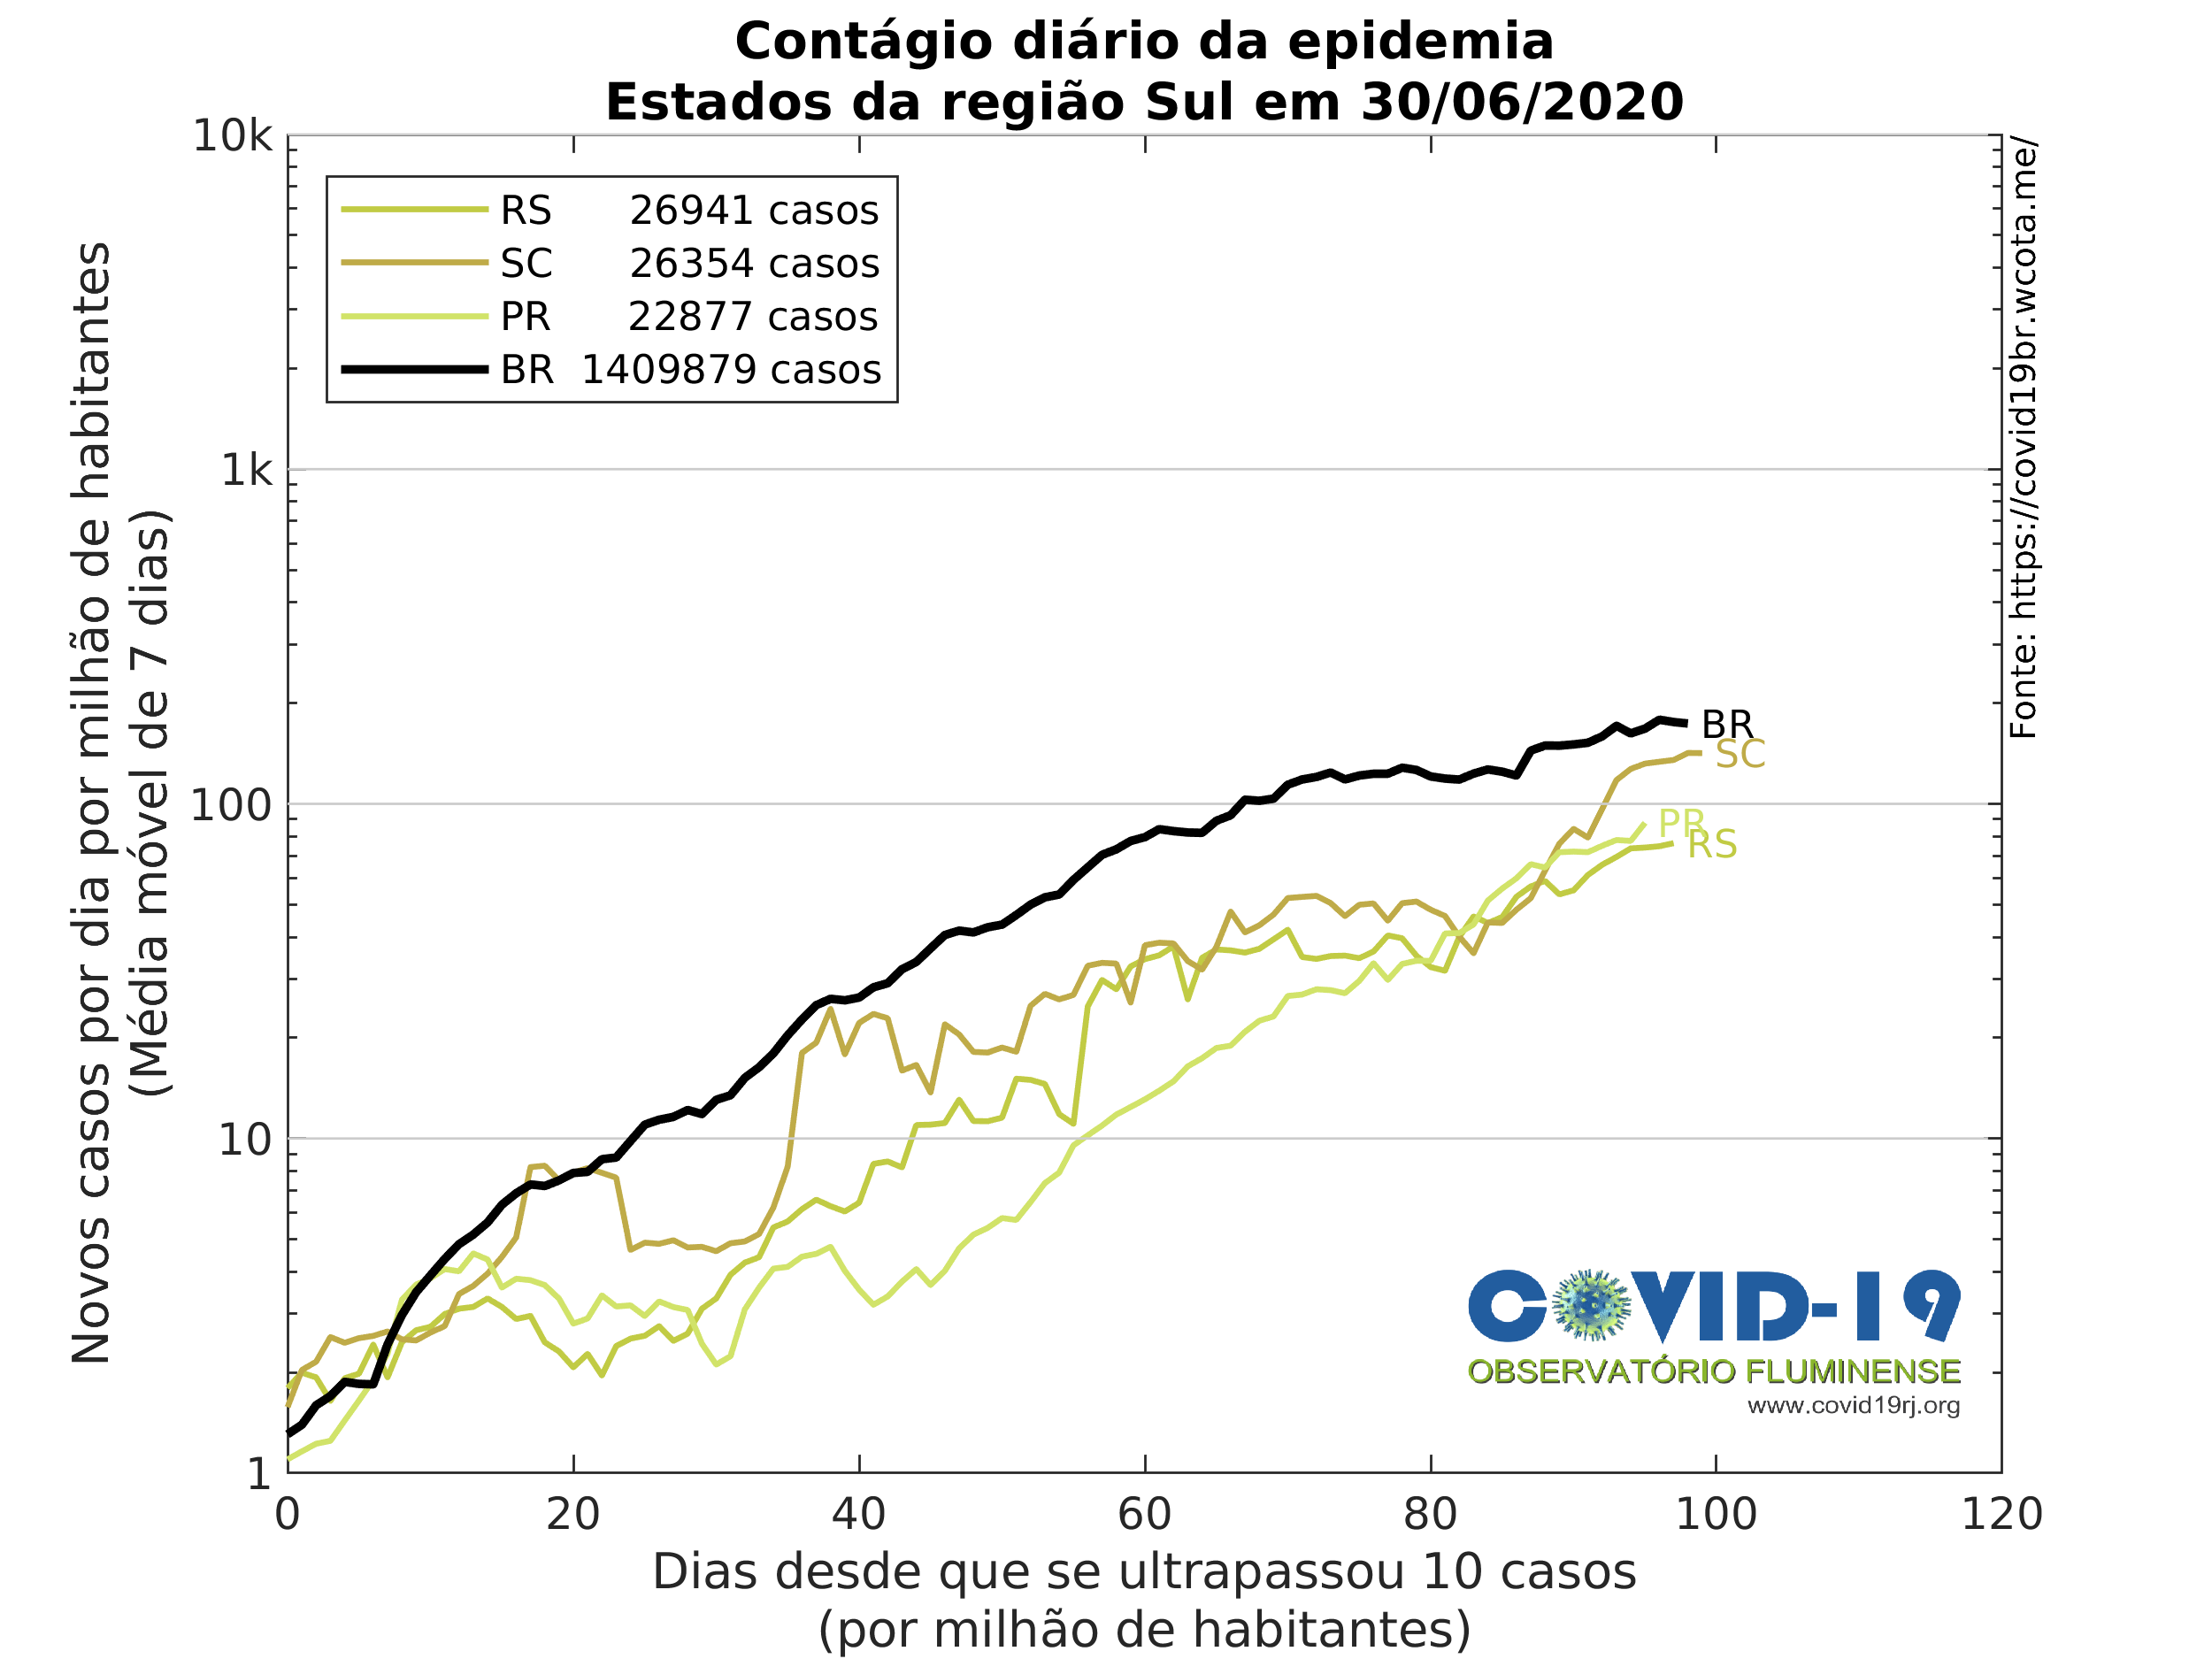 Contágio diário da epidemia
Estados da região Sul em 30/06/2020
Novos casos por dia por milhão de habitantes
(Média móvel de 7 dias)
10k
1k
100
10
1
RS 26941 casos
SC 26354 casos
PR 22877 casos
BR 1409879 casos
BR
SC
PR
RS
Fonte: https://covid19br.wcota.me/
COVID-19
OBSERVATÓRIO FLUMINENSE
www.covid19rj.org
0 20 40 60 80 100 120
Dias desde que se ultrapassou 10 casos
(por milhão de habitantes)